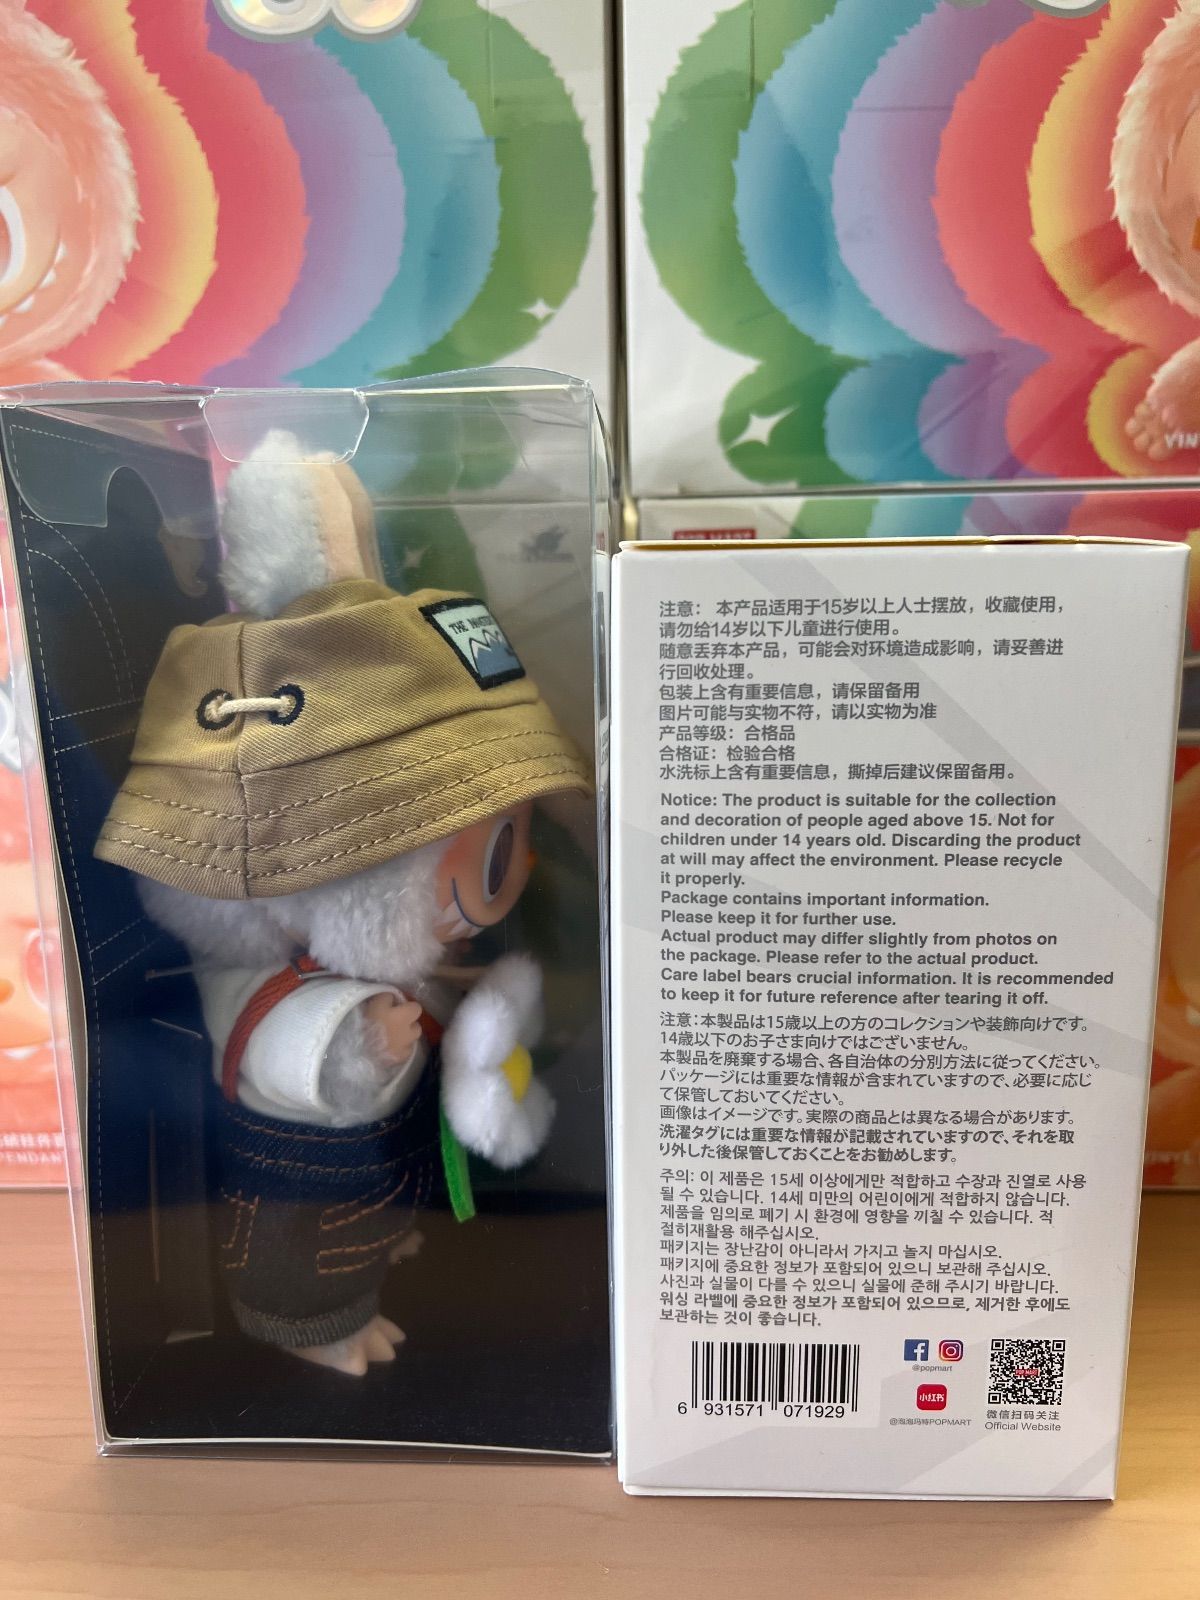 THE MONSTERS
POP MART
注意： 本产品适用于15岁以上人士摆放，收藏使用，
请勿给14岁以下儿童进行使用。
随意丢弃本产品，可能会对环境造成影响，请妥善进
行回收处理。
包装上含有重要信息，请保留备用
图片可能与实物不符，请以实物为准
产品等级：合格品
合格证：检验合格
水洗标上含有重要信息，撕掉后建议保留备用。
Notice: The product is suitable for the collection
and decoration of people aged above 15. Not for
children under 14 years old. Discarding the product
at will may affect the environment. Please recycle
it properly.
Package contains important information.
Please keep it for further use.
Actual product may differ slightly from photos on
the package. Please refer to the actual product.
Care label bears crucial information. It is recommended
to keep it for future reference after tearing it off.
注意：本製品は15歳以上の方のコレクションや装飾向けです。
14歳以下のお子さま向けではございません。
本製品を廃棄する場合、各自治体の分別方法に従ってください。
パッケージには重要な情報が含まれていますので、必要に応じ
て保管しておいてください。
画像はイメージです。実際の商品とは異なる場合があります。
洗濯タグには重要な情報が記載されていますので、それを取
り外した後保管しておくことをお勧めします。
주의: 이 제품은 15세 이상에게만 적합하고 수장과 진열로 사용
될 수 있습니다. 14세 미만의 어린이에게 적합하지 않습니다.
제품을 임의로 폐기 시 환경에 영향을 끼칠 수 있습니다. 적
절히재활용 해주십시오.
패키지는 장난감이 아니라서 가지고 놀지 마십시오.
패키지에 중요한 정보가 포함되어 있으니 보관해 주십시오.
사진과 실물이 다를 수 있으니 실물에 준해 주시기 바랍니다.
워싱 라벨에 중요한 정보가 포함되어 있으므로, 제거한 후에도
보관하는 것이 좋습니다.
6 931571 071929
@popmart
小红书
@泡泡玛特POPMART
POP MART
微信扫码关注
Official Website